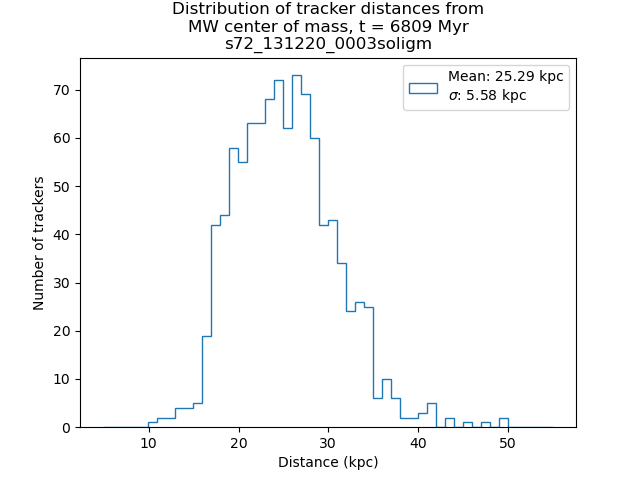 Distribution of tracker distances from
MW center of mass, t = 6809 Myr
s72_131220_0003soligm
Mean: 25.29 kpc
σ: 5.58 kpc
Number of trackers
70
60
50
40
30
20
10
0
10 20 30 40 50
Distance (kpc)